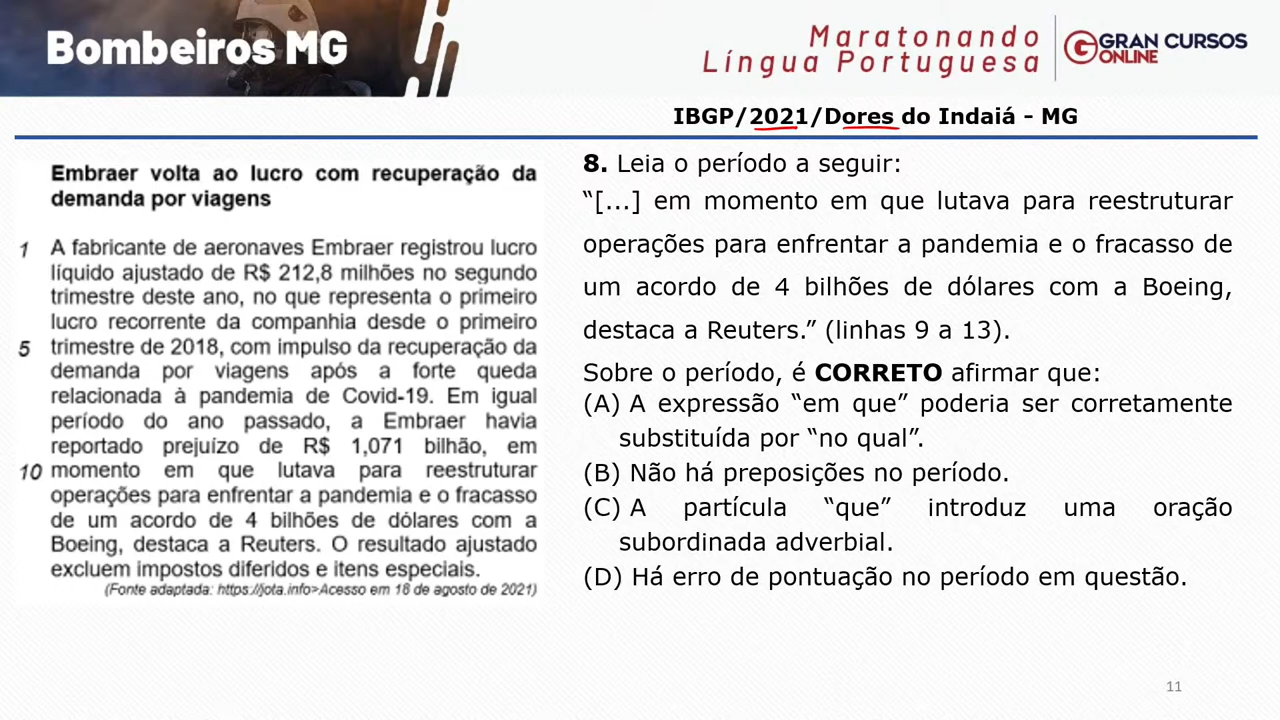 Bombeiros MG
Maratonando
Língua Portuguesa
GRAN CURSOS
ONLINE
IBGP/2021/Dores do Indaiá - MG
Embraer volta ao lucro com recuperação da
demanda por viagens
1 A fabricante de aeronaves Embraer registrou lucro
líquido ajustado de R$ 212,8 milhões no segundo
trimestre deste ano, no que representa o primeiro
lucro recorrente da companhia desde o primeiro
5 trimestre de 2018, com impulso da recuperação da
demanda por viagens após a forte queda
relacionada à pandemia de Covid-19. Em igual
período do ano passado, a Embraer havia
reportado prejuízo de R$ 1,071 bilhão, em
10 momento em que lutava para reestruturar
operações para enfrentar a pandemia e o fracasso
de um acordo de 4 bilhões de dólares com a
Boeing, destaca a Reuters. O resultado ajustado
excluem impostos diferidos e itens especiais.
(Fonte adaptada: https://jota.info>Acesso em 18 de agosto de 2021)
8. Leia o período a seguir:
“[...] em momento em que lutava para reestruturar
operações para enfrentar a pandemia e o fracasso de
um acordo de 4 bilhões de dólares com a Boeing,
destaca a Reuters.” (linhas 9 a 13).
Sobre o período, é CORRETO afirmar que:
(A) A expressão “em que” poderia ser corretamente
substituída por “no qual”.
(B) Não há preposições no período.
(C) A partícula “que” introduz uma oração
subordinada adverbial.
(D) Há erro de pontuação no período em questão.
11